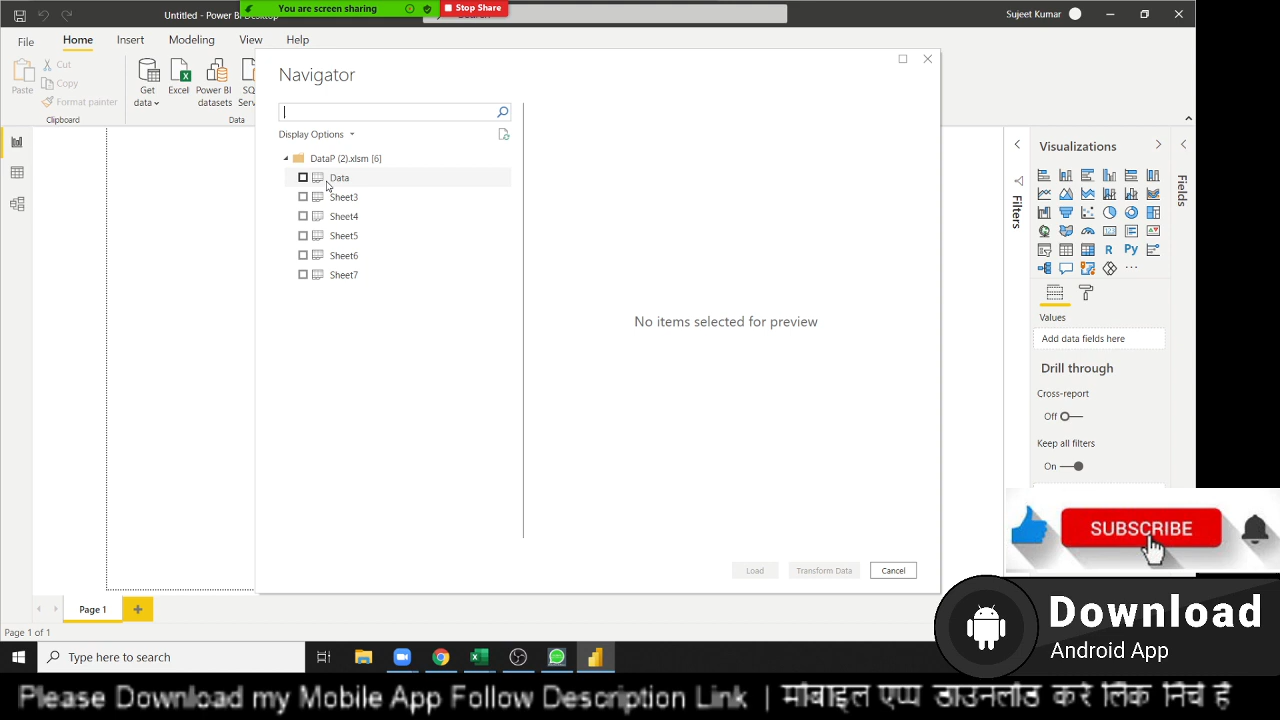 You are screen sharing
Stop Share
Untitled - Power BI Desktop
Sujeet Kumar
File Home Insert Modeling View Help
Paste
Cut
Copy
Format painter
Clipboard
Get data
Excel
Power BI datasets
SQ
Serv
Data
Navigator
Display Options
DataP (2).xlsm [6]
Data
Sheet3
Sheet4
Sheet5
Sheet6
Sheet7
No items selected for preview
Load Transform Data Cancel
Filters
Visualizations
R Py
Values
Add data fields here
Drill through
Cross-report
Off
Keep all filters
On
Fields
SUBSCRIBE
Download
Android App
Page 1
Page 1 of 1
Type here to search
Please Download my Mobile App Follow Description Link | मोबाइल एप्प डाउनलोड करे लिंक निचे है